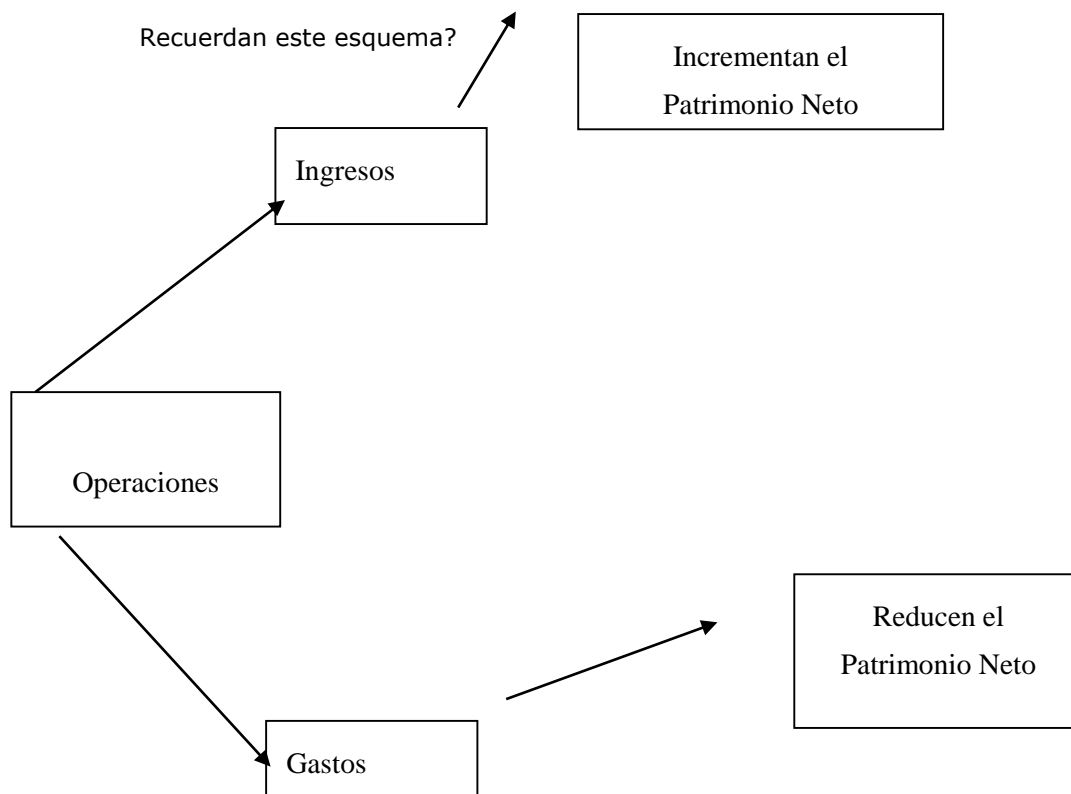 Recuerdan este esquema?
Incrementan el
Patrimonio Neto
Ingresos
Operaciones
Reducen el
Patrimonio Neto
Gastos